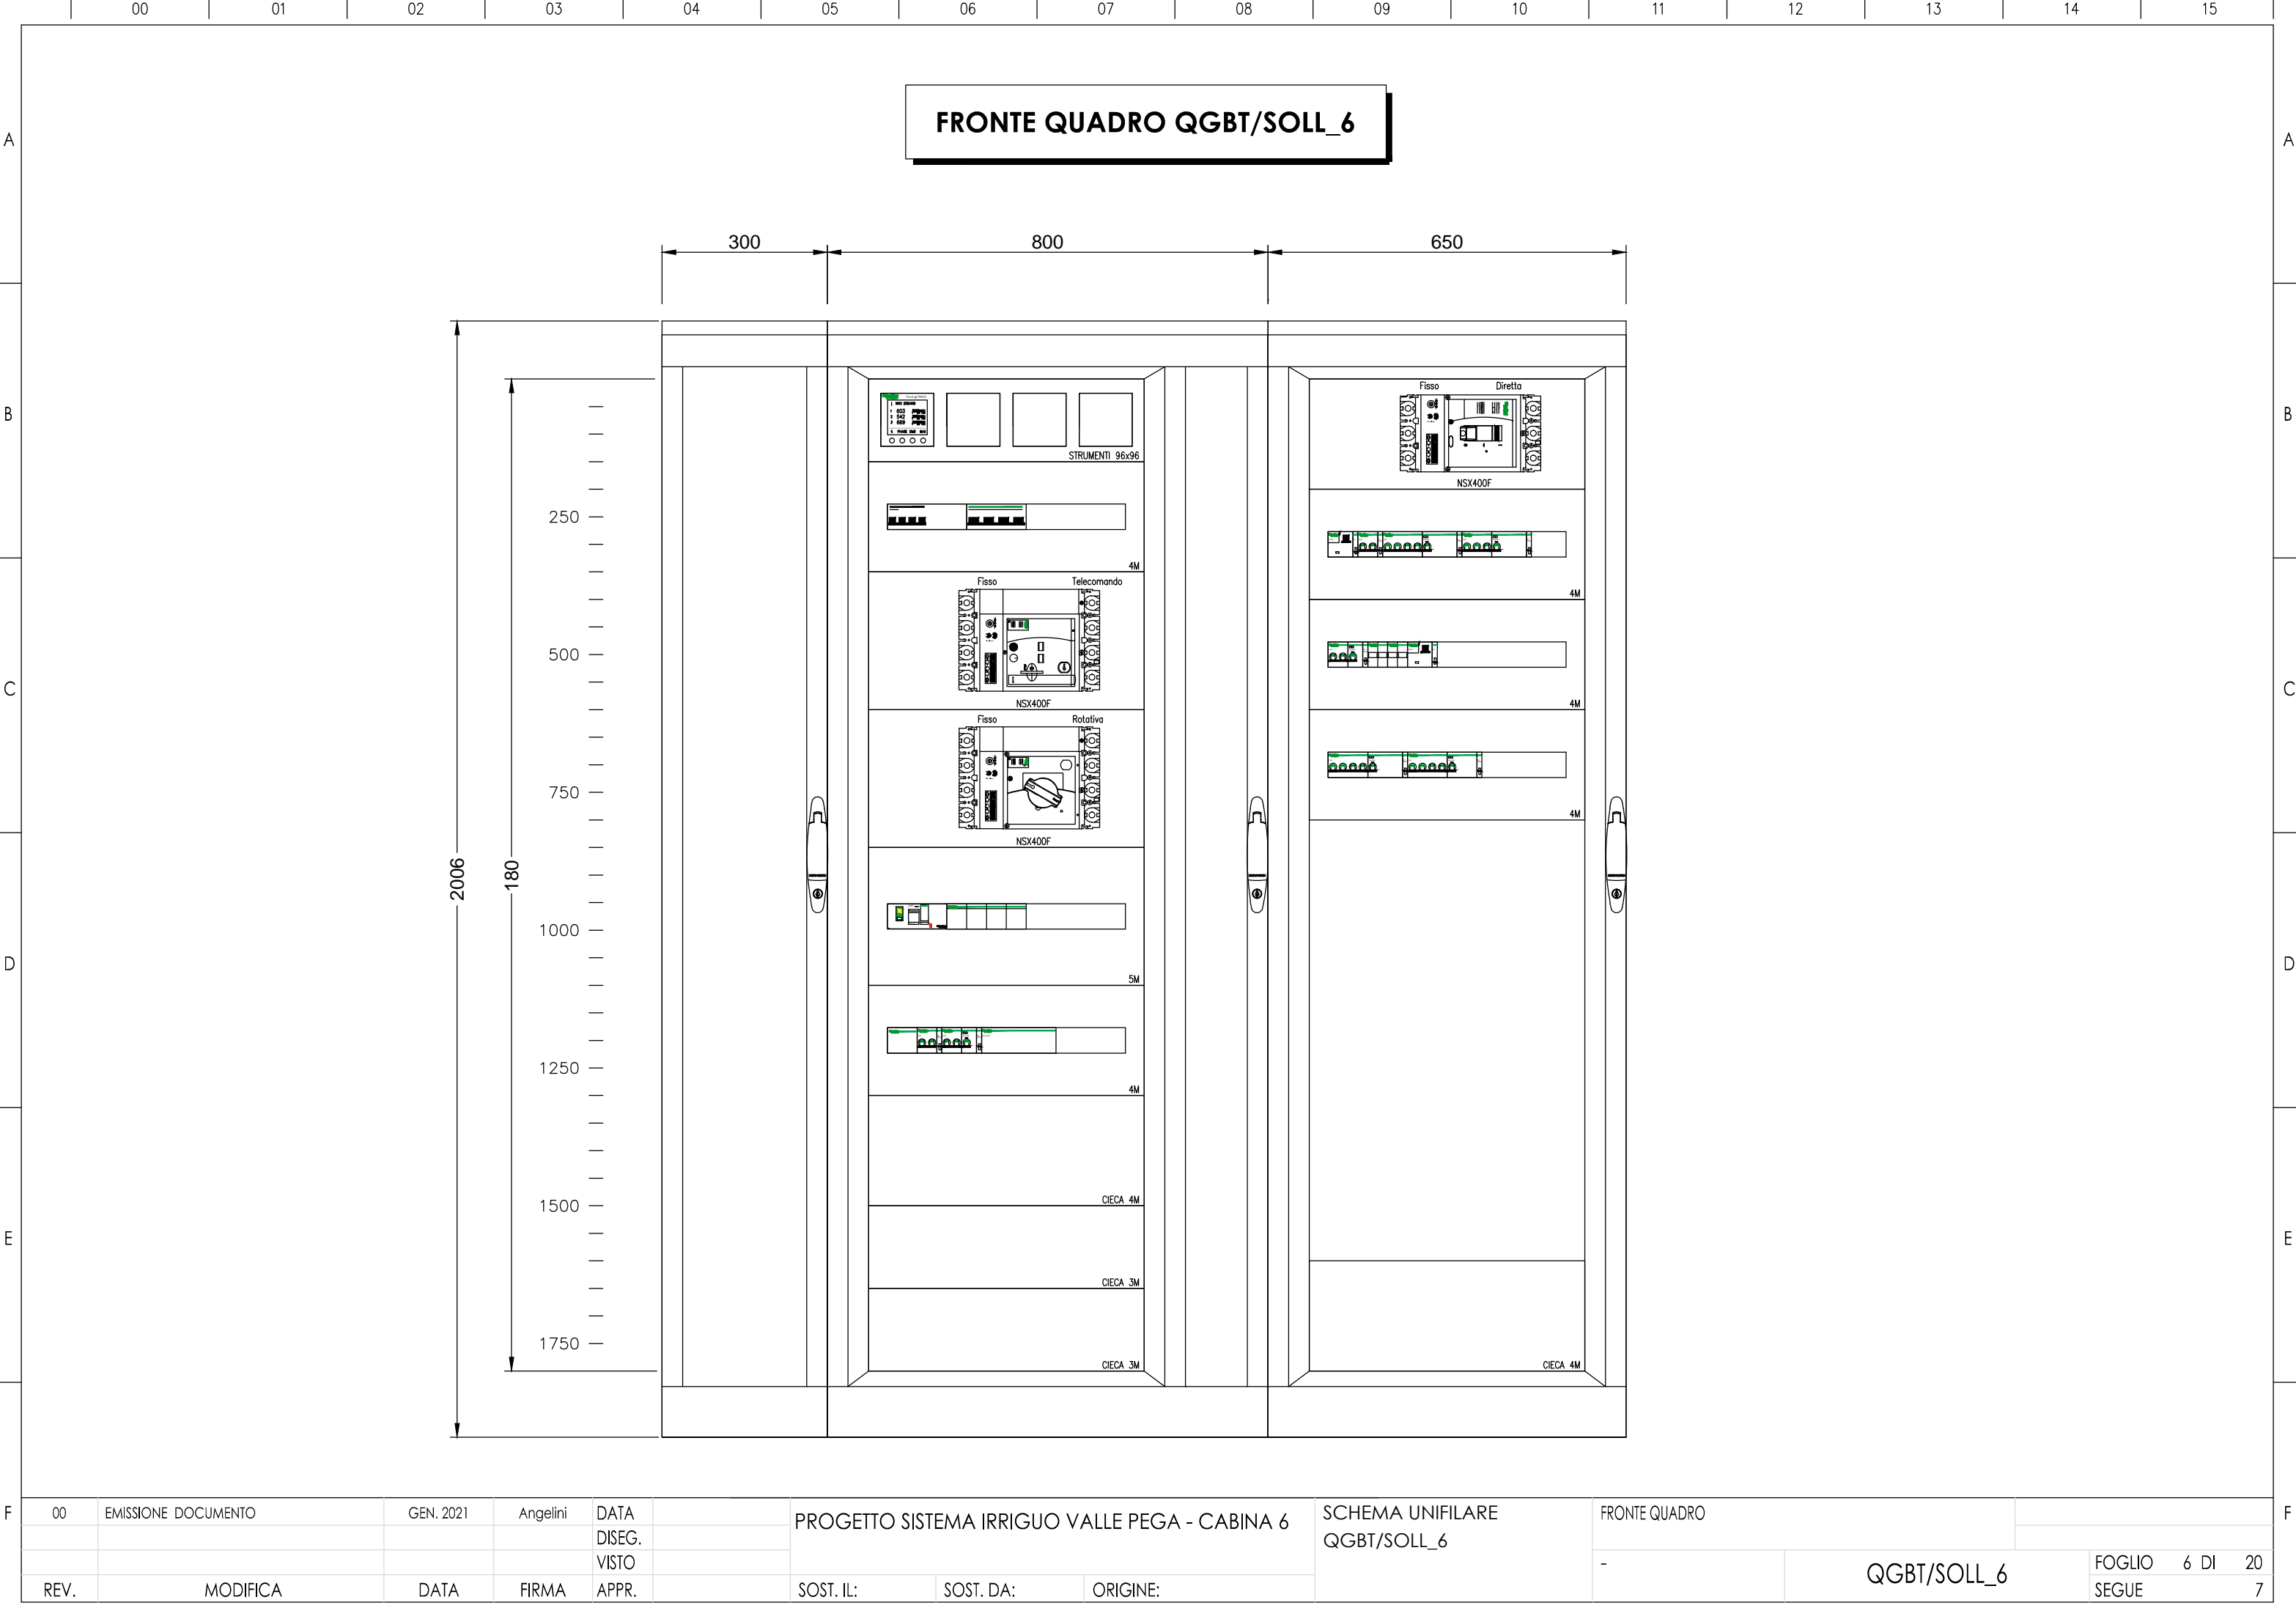 00 01 02 03 04 05 06 07 08 09 10 11 12 13 14 15
FRONTE QUADRO QGBT/SOLL_6
A A
300 800 650
B B
Fisso Diretta
STRUMENTI 96x96
NSX400F
250
4M
C C
Fisso Telecomando
4M
500
NSX400F
4M
Fisso Rotativa
750
4M
NSX400F
2006
180
D D
1000
5M
1250
4M
E E
1500
CIECA 4M
CIECA 3M
1750
CIECA 3M
CIECA 4M
F F
00 EMISSIONE DOCUMENTO GEN. 2021 Angelini DATA
DISEG.
VISTO
REV. MODIFICA DATA FIRMA APPR.
PROGETTO SISTEMA IRRIGUO VALLE PEGA - CABINA 6
SOST. IL: SOST. DA: ORIGINE:
SCHEMA UNIFILARE
QGBT/SOLL_6
FRONTE QUADRO
-
QGBT/SOLL_6
FOGLIO 6 DI 20
SEGUE 7